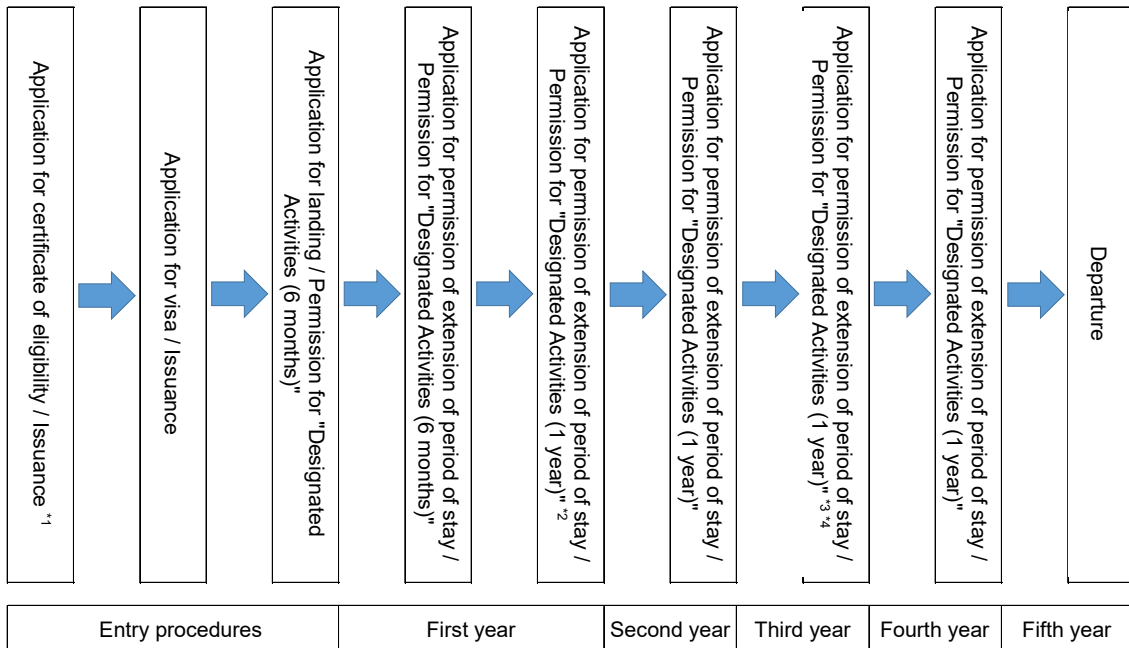 Application for certificate of eligibility / Issuance *1
Application for visa / Issuance
Application for landing / Permission for "Designated
Activities (6 months)"
Application for permission of extension of period of stay /
Permission for "Designated Activities (6 months)"
Application for permission of extension of period of stay /
Permission for "Designated Activities (1 year)" *2
Application for permission of extension of period of stay /
Permission for "Designated Activities (1 year)"
Application for permission of extension of period of stay /
Permission for "Designated Activities (1 year)" *3 *4
Application for permission of extension of period of stay /
Permission for "Designated Activities (1 year)"
Departure
Entry procedures
First year
Second year
Third year
Fourth year
Fifth year